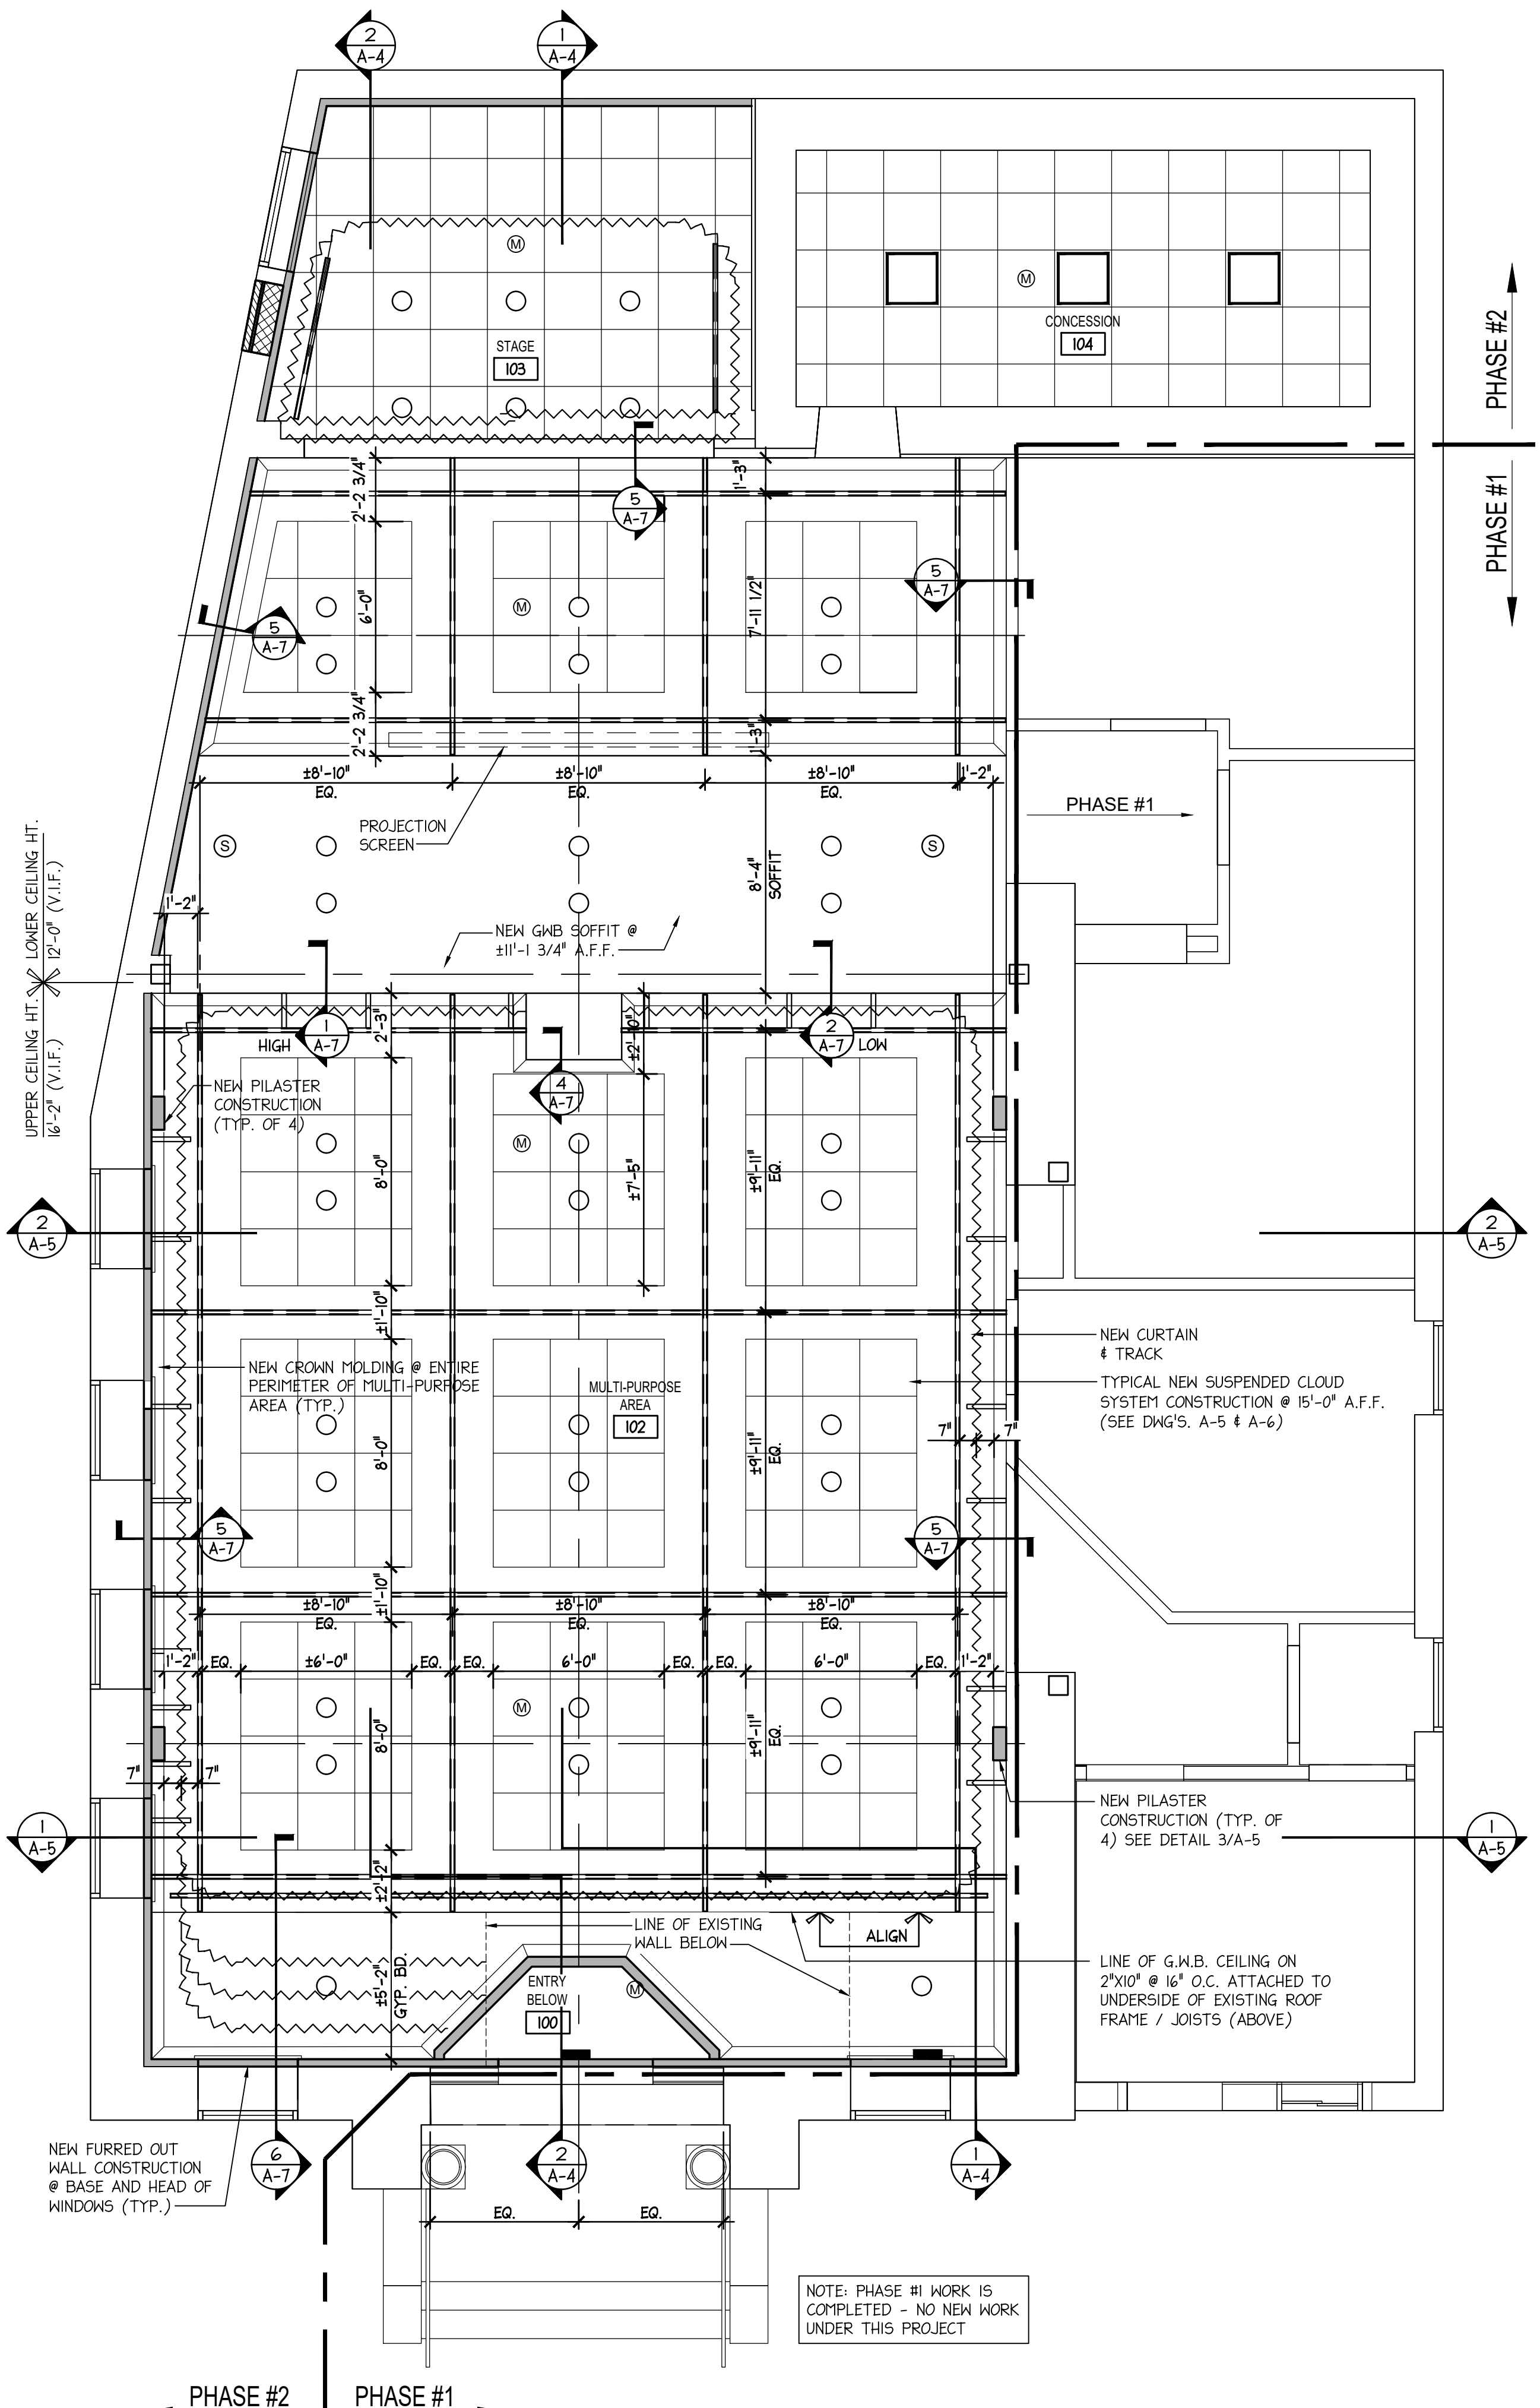 2
A-4
1
A-4
M
M
CONCESSION
104
STAGE
103
PHASE #2
PHASE #1
2'-2 3/4"
1'-3"
5
A-7
5
A-7
5
A-7
6'-0"
M
7'-11 1/2"
2'-2 3/4"
1'-3"
±8'-10"
EQ.
±8'-10"
EQ.
±8'-10"
EQ.
1'-2"
PHASE #1
PROJECTION
SCREEN
S
S
8'-4"
SOFFIT
1'-2"
NEW GWB SOFFIT @
±11'-1 3/4" A.F.F.
UPPER CEILING HT.
16'-2" (V.I.F.)
LOWER CEILING HT.
12'-0" (V.I.F.)
HIGH
1
A-7
2'-3"
±2'-10"
2
A-7
LOW
4
A-7
NEW PILASTER
CONSTRUCTION
(TYP. OF 4)
M
8'-0"
±7'-5"
±9'-11"
EQ.
2
A-5
2
A-5
±1'-10"
NEW CURTAIN
& TRACK
NEW CROWN MOLDING @ ENTIRE
PERIMETER OF MULTI-PURPOSE
AREA (TYP.)
MULTI-PURPOSE
AREA
102
TYPICAL NEW SUSPENDED CLOUD
SYSTEM CONSTRUCTION @ 15'-0" A.F.F.
(SEE DWG'S. A-5 & A-6)
7"
7"
8'-0"
±9'-11"
EQ.
5
A-7
5
A-7
±1'-10"
±8'-10"
EQ.
±8'-10"
EQ.
±8'-10"
EQ.
1'-2"
EQ.
±6'-0"
EQ.
EQ.
6'-0"
EQ.
EQ.
6'-0"
EQ.
1'-2"
M
8'-0"
±9'-11"
EQ.
7"
7"
NEW PILASTER
CONSTRUCTION (TYP. OF
4) SEE DETAIL 3/A-5
1
A-5
1
A-5
±2'-2"
LINE OF EXISTING
WALL BELOW
ALIGN
±5'-2"
GYP. BD.
ENTRY
BELOW
100
M
LINE OF G.W.B. CEILING ON
2"X10" @ 16" O.C. ATTACHED TO
UNDERSIDE OF EXISTING ROOF
FRAME / JOISTS (ABOVE)
NEW FURRED OUT
WALL CONSTRUCTION
@ BASE AND HEAD OF
WINDOWS (TYP.)
6
A-7
2
A-4
1
A-4
EQ.
EQ.
NOTE: PHASE #1 WORK IS
COMPLETED - NO NEW WORK
UNDER THIS PROJECT
PHASE #2
PHASE #1